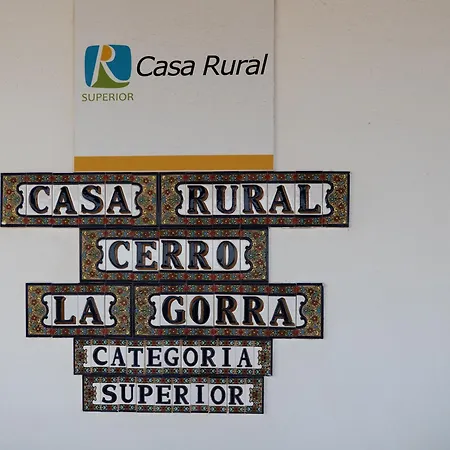 R Casa Rural
SUPERIOR
CASA RURAL
CERRO
LA GORRA
CATEGORIA
SUPERIOR